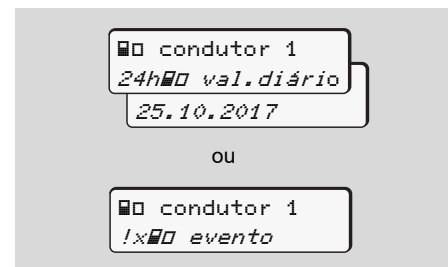 condutor 1
24h val.diário
25.10.2017
ou
condutor 1
!x evento